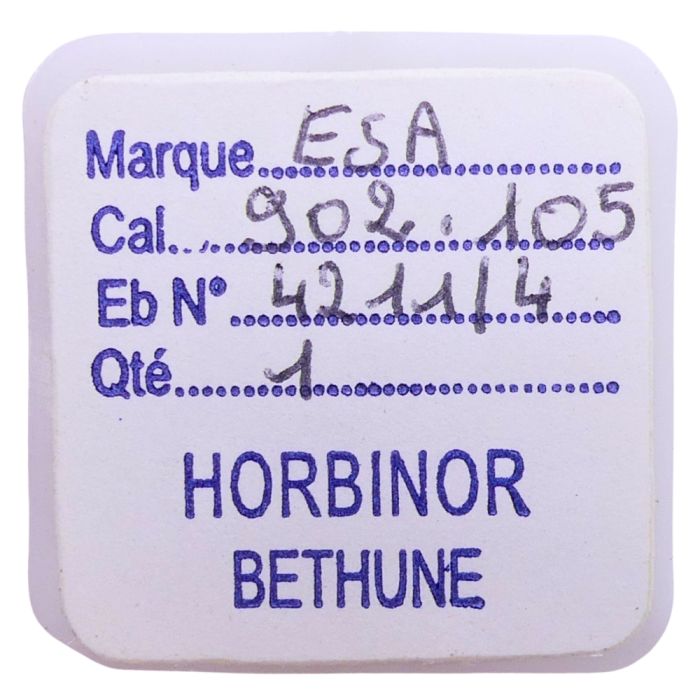 Marque ESA
Cal. 902.105
Eb N° 4211/4
Qté 1
HORBINOR
BETHUNE